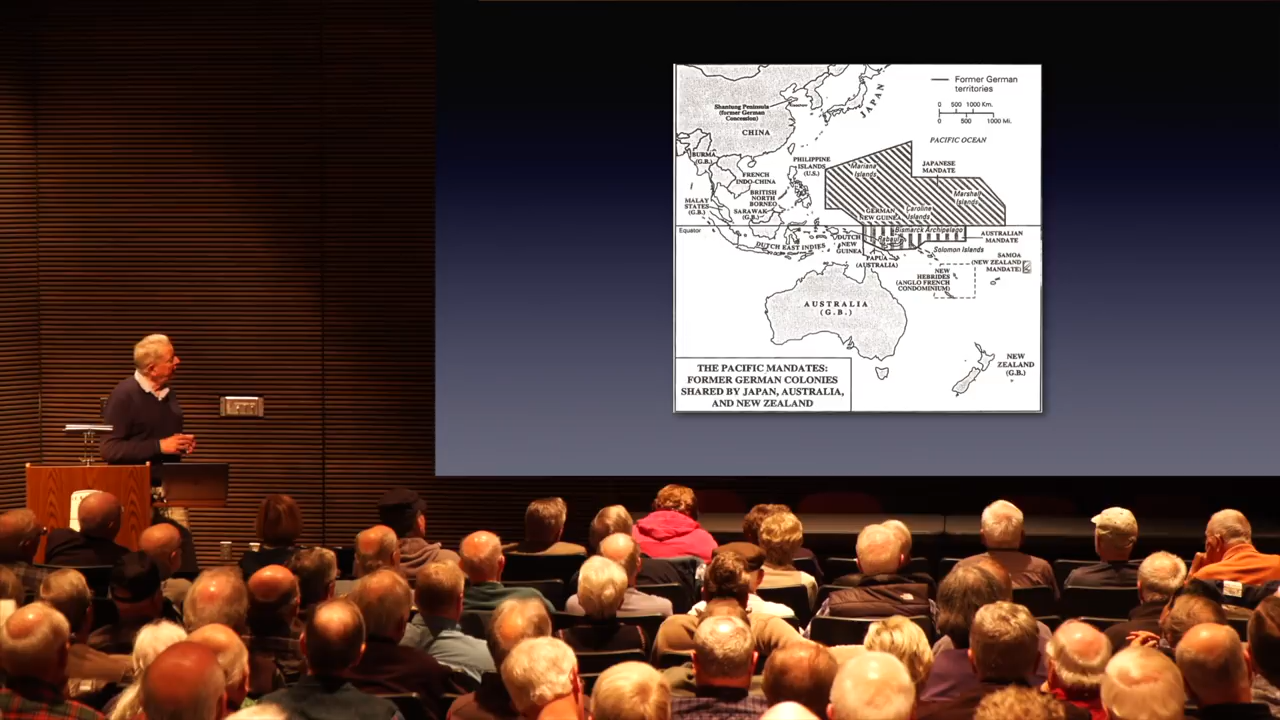 Former German
territories
0 500 1000 Km.
0 500 1000 Mi.
JAPAN
Shantung Peninsula
(former German
Concession)
CHINA
PACIFIC OCEAN
BURMA
(G.B.)
PHILIPPINE
ISLANDS
(U.S.)
Mariana
Islands
JAPANESE
MANDATE
FRENCH
INDO-CHINA
MALAY
STATES
(G.B.)
BRITISH
NORTH
BORNEO
SARAWAK
(G.B.)
Marshall
Islands
Caroline
Islands
GERMAN
NEW GUINEA
Equator
Bismarck Archipelago
Rabaul
AUSTRALIAN
MANDATE
DUTCH EAST INDIES
DUTCH
NEW
GUINEA
Solomon Islands
PAPUA
(AUSTRALIA)
SAMOA
(NEW ZEALAND
MANDATE)
NEW
HEBRIDES
(ANGLO FRENCH
CONDOMINIUM)
AUSTRALIA
(G.B.)
NEW
ZEALAND
(G.B.)
THE PACIFIC MANDATES:
FORMER GERMAN COLONIES
SHARED BY JAPAN, AUSTRALIA,
AND NEW ZEALAND